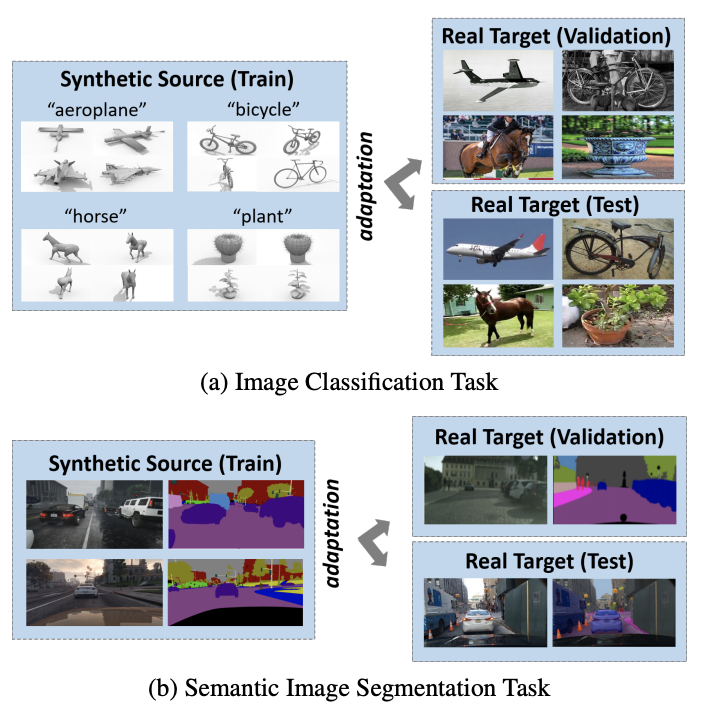 Synthetic Source (Train)
“aeroplane”
“bicycle”
“horse”
“plant”
adaptation
Real Target (Validation)
Real Target (Test)
(a) Image Classification Task
Synthetic Source (Train)
adaptation
Real Target (Validation)
Real Target (Test)
(b) Semantic Image Segmentation Task